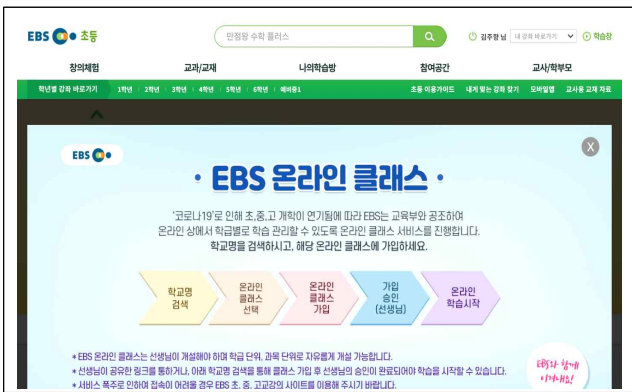 EBS 초등
만점왕 수학 플러스
김주향 님
내 강좌 바로가기
학습창
창의체험 교과/교재 나의학습방 참여공간 교사/학부모
학년별 강좌 바로가기 1학년 2학년 3학년 4학년 5학년 6학년 예비중1 초등 이용가이드 내게 맞는 강좌 찾기 모바일앱 교사용 교재 자료
EBS
X
· EBS 온라인 클래스 ·
'코로나19'로 인해 초,중,고 개학이 연기됨에 따라 EBS는 교육부와 공조하여
온라인 상에서 학급별로 학습 관리할 수 있도록 온라인 클래스 서비스를 진행합니다.
학교명을 검색하시고, 해당 온라인 클래스에 가입하세요.
학교명
검색
온라인
클래스
선택
온라인
클래스
가입
가입
승인
(선생님)
온라인
학습시작
* EBS 온라인 클래스는 선생님이 개설해야 하며 학급 단위, 과목 단위로 자유롭게 개설 가능합니다.
* 선생님이 공유한 링크를 통하거나, 아래 학교명 검색을 통해 클래스 가입 후 선생님의 승인이 완료되어야 학습을 시작할 수 있습니다.
* 서비스 폭주로 인하여 접속이 어려울 경우 EBS 초, 중, 고교강의 사이트를 이용해 주시기 바랍니다.
EBS와 함께
이겨내요!